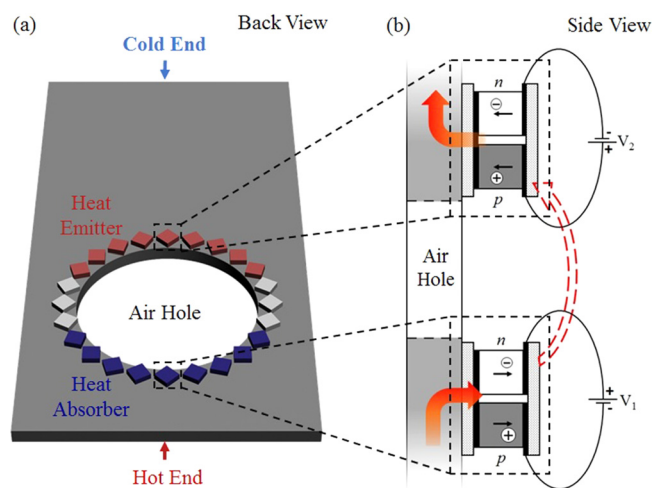 (a)
Back View
Cold End
Heat
Emitter
Air Hole
Heat
Absorber
Hot End
(b)
Side View
n
⊖
⊕
p
-
+
V2
Air
Hole
n
⊖
⊕
p
+
-
V1